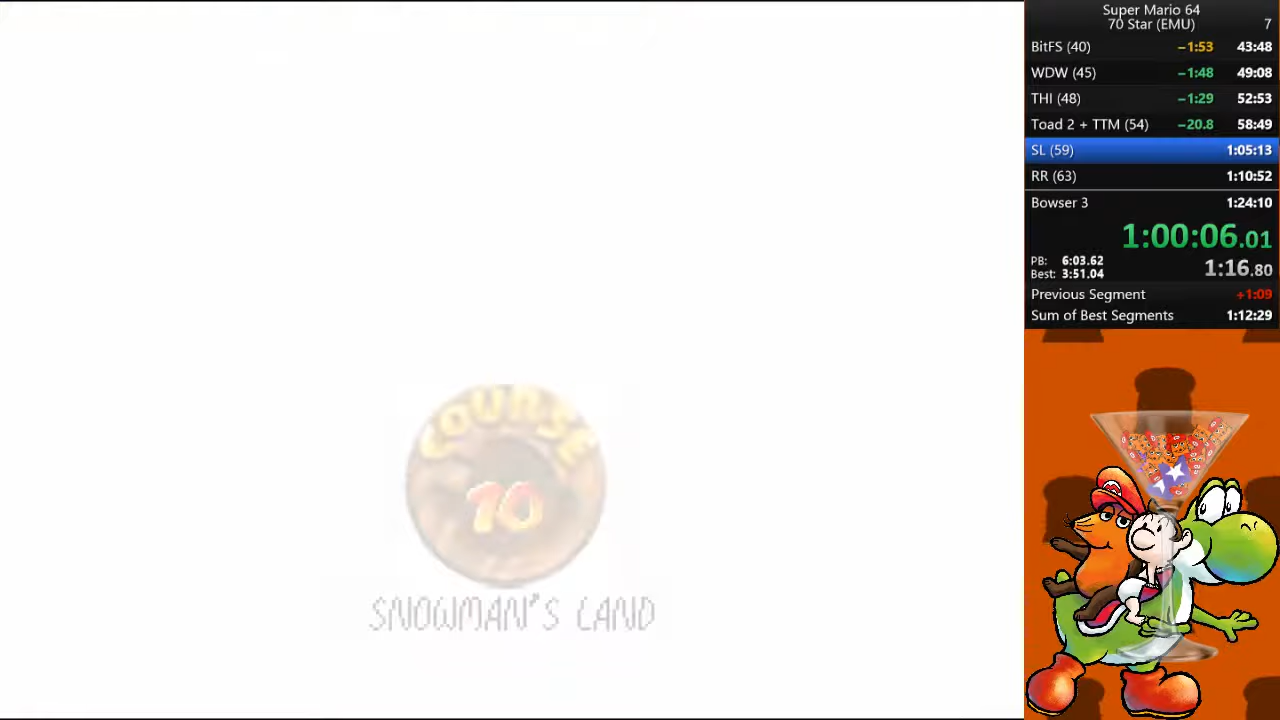 Super Mario 64
70 Star (EMU) 7
BitFS (40) −1:53 43:48
WDW (45) −1:48 49:08
THI (48) −1:29 52:53
Toad 2 + TTM (54) −20.8 58:49
SL (59) 1:05:13
RR (63) 1:10:52
Bowser 3 1:24:10
1:00:06.01
PB: 6:03.62
Best: 3:51.04
1:16.80
Previous Segment +1:09
Sum of Best Segments 1:12:29
COURSE
10
SNOWMAN'S LAND